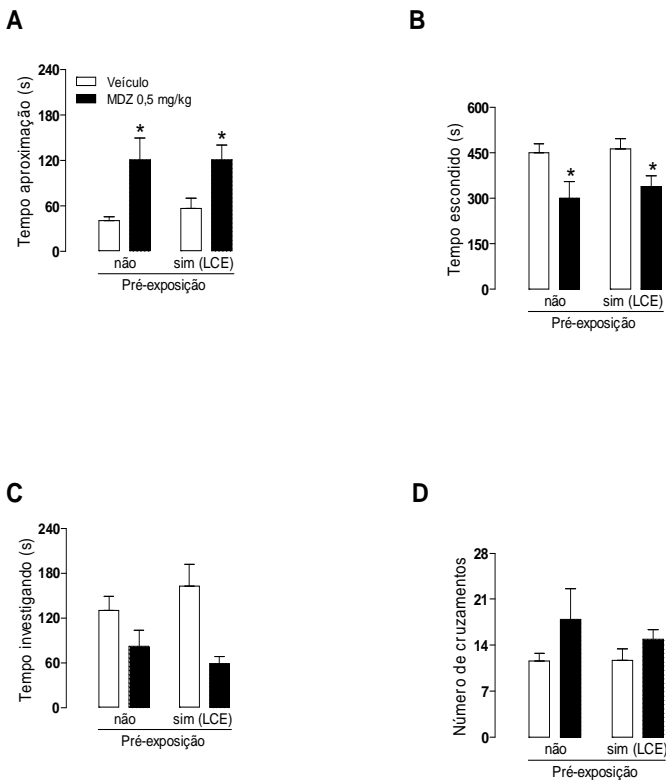 A
Tempo aproximação (s)
240
180
120
60
0
Veículo
MDZ 0,5 mg/kg
*
*
não
sim (LCE)
Pré-exposição
B
Tempo escondido (s)
600
450
300
150
0
*
*
não
sim (LCE)
Pré-exposição
C
Tempo investigando (s)
240
180
120
60
0
não
sim (LCE)
Pré-exposição
D
Número de cruzamentos
28
21
14
7
0
não
sim (LCE)
Pré-exposição